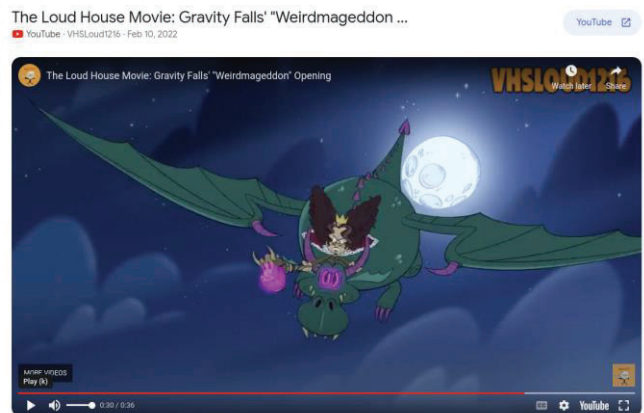 The Loud House Movie: Gravity Falls' "Weirdmageddon ...
YouTube
YouTube · VHSLoud1216 · Feb 10, 2022
The Loud House Movie: Gravity Falls' "Weirdmageddon" Opening
VHSLOUD1216
Watch later
Share
MORE VIDEOS
Play (k)
0:30 / 0:36
CC
YouTube